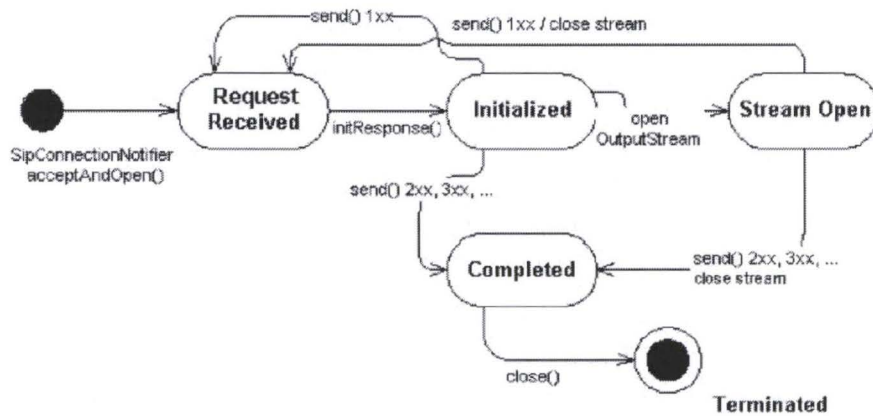 send() 1xx
send() 1xx / close stream
Request
Received
Initialized
Stream Open
initResponse()
open
OutputStream
SipConnectionNotifier
acceptAndOpen()
send() 2xx, 3xx, ...
Completed
send() 2xx, 3xx, ...
close stream
close()
Terminated